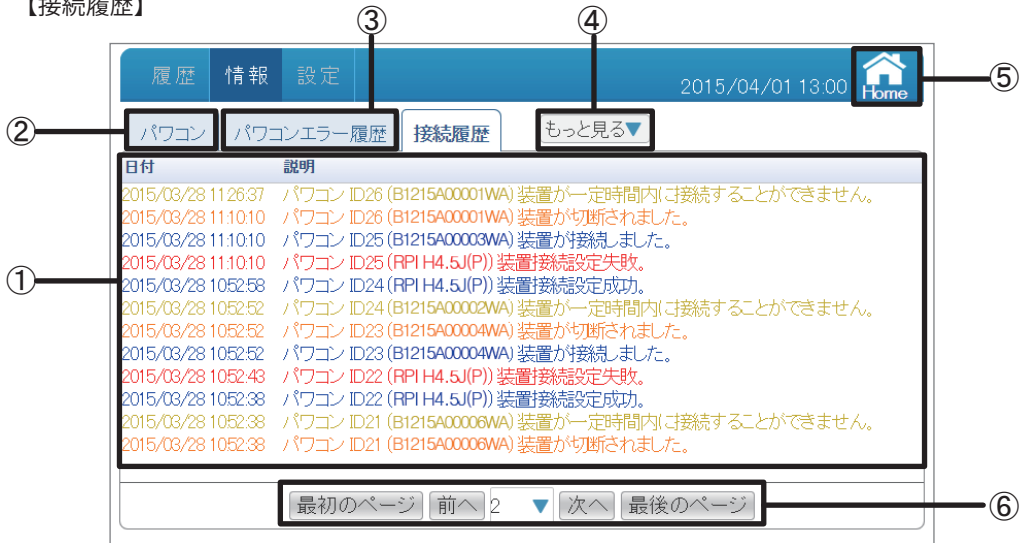 【接続履歴】
③ ④
履歴 情報 設定 2015/04/01 13:00 Home ⑤
② パワコン パワコンエラー履歴 接続履歴 もっと見る▼
日付 説明
2015/03/28 11:26:37 パワコン ID26 (B1215A00001WA) 装置が一定時間内に接続することができません。
2015/03/28 11:10:10 パワコン ID26 (B1215A00001WA) 装置が切断されました。
2015/03/28 11:10:10 パワコン ID25 (B1215A00003WA) 装置が接続しました。
2015/03/28 11:10:10 パワコン ID25 (RPI H4.5J(P)) 装置接続設定失敗。
① 2015/03/28 10:52:58 パワコン ID24 (RPI H4.5J(P)) 装置接続設定成功。
2015/03/28 10:52:52 パワコン ID24 (B1215A00002WA) 装置が一定時間内に接続することができません。
2015/03/28 10:52:52 パワコン ID23 (B1215A00004WA) 装置が切断されました。
2015/03/28 10:52:52 パワコン ID23 (B1215A00004WA) 装置が接続しました。
2015/03/28 10:52:43 パワコン ID22 (RPI H4.5J(P)) 装置接続設定失敗。
2015/03/28 10:52:38 パワコン ID22 (RPI H4.5J(P)) 装置接続設定成功。
2015/03/28 10:52:38 パワコン ID21 (B1215A00006WA) 装置が一定時間内に接続することができません。
2015/03/28 10:52:38 パワコン ID21 (B1215A00006WA) 装置が切断されました。
最初のページ 前へ 2 ▼ 次へ 最後のページ ⑥